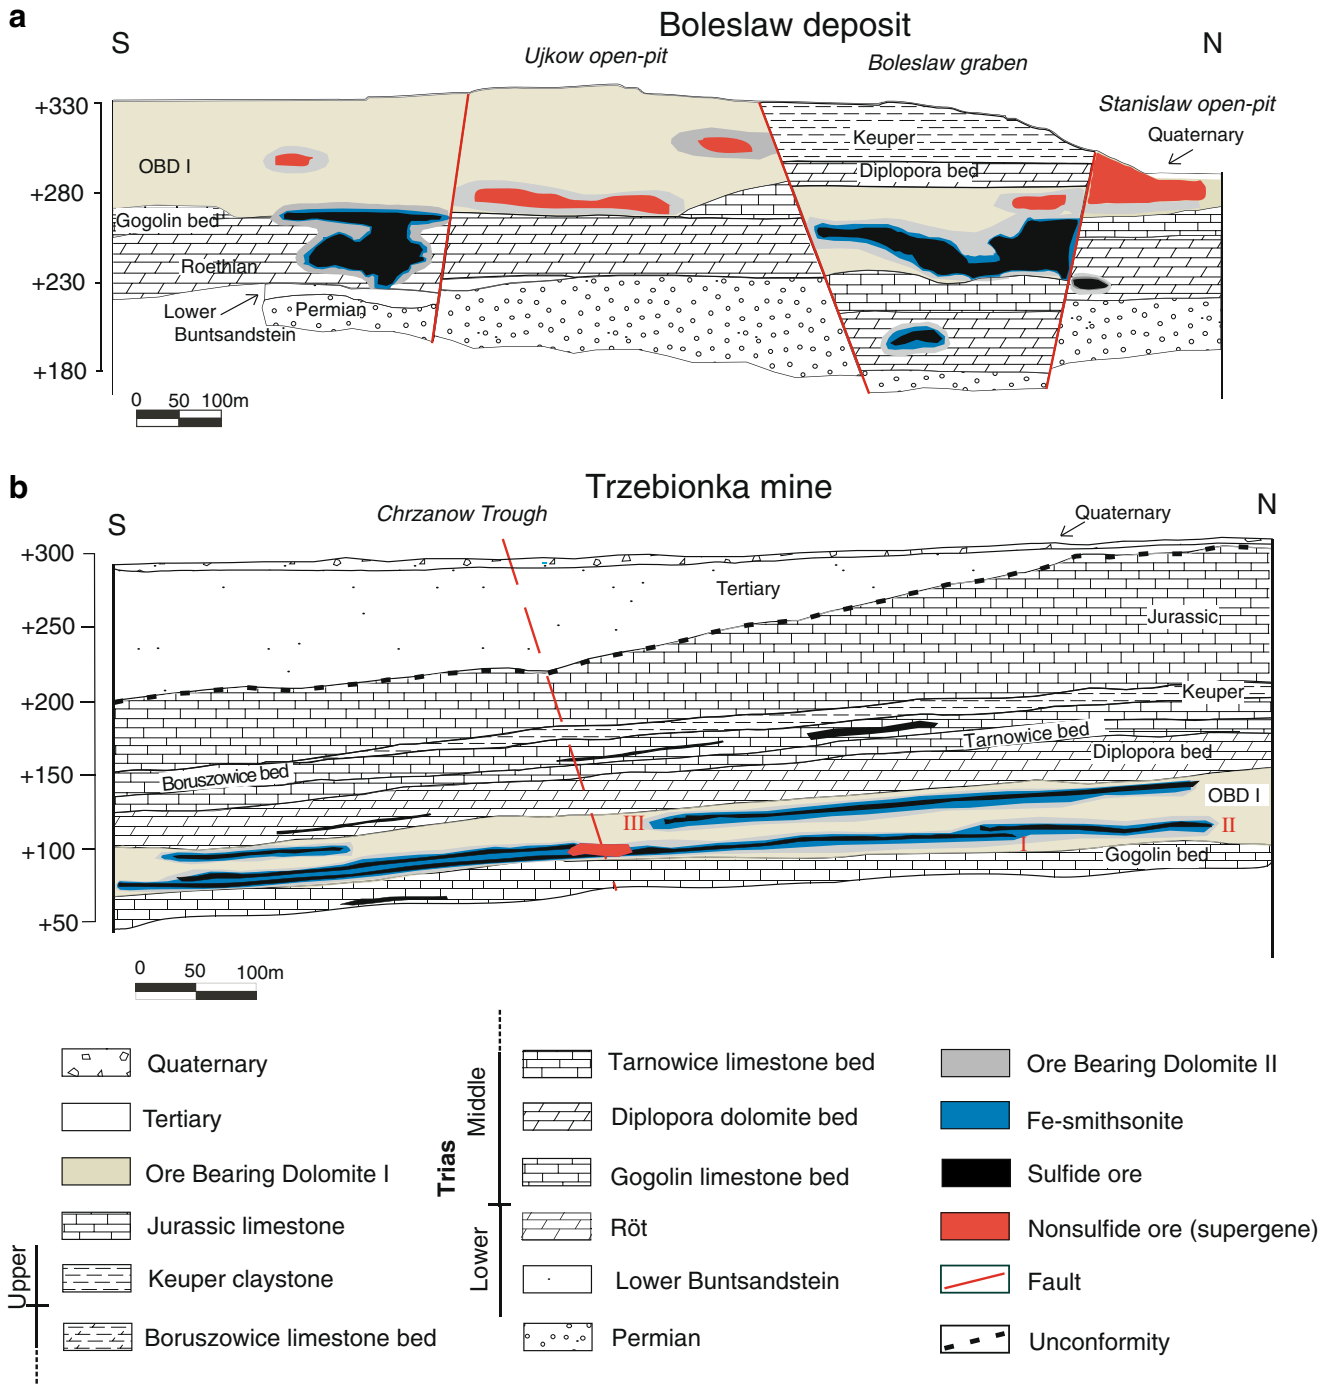 a
Boleslaw deposit
S
N
Ujkow open-pit
Boleslaw graben
Stanislaw open-pit
Quaternary
+330
+280
+230
+180
OBD I
Keuper
Diplopora bed
Gogolin bed
Roethian
Lower
Buntsandstein
Permian
0 50 100m
b
Trzebionka mine
S
N
Chrzanow Trough
Quaternary
+300
+250
+200
+150
+100
+50
Tertiary
Jurassic
Keuper
Tarnowice bed
Boruszowice bed
Diplopora bed
OBD I
III
II
I
Gogolin bed
0 50 100m
Quaternary
Tertiary
Ore Bearing Dolomite I
Jurassic limestone
Upper
Keuper claystone
Boruszowice limestone bed
Trias
Middle
Lower
Tarnowice limestone bed
Diplopora dolomite bed
Gogolin limestone bed
Röt
Lower Buntsandstein
Permian
Ore Bearing Dolomite II
Fe-smithsonite
Sulfide ore
Nonsulfide ore (supergene)
Fault
Unconformity